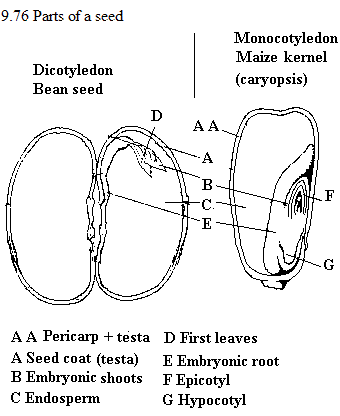 9.76 Parts of a seed
Dicotyledon
Bean seed
Monocotyledon
Maize kernel
(caryopsis)
D
A A
A
B
C
E
F
G
A A Pericarp + testa
A Seed coat (testa)
B Embryonic shoots
C Endosperm
D First leaves
E Embryonic root
F Epicotyl
G Hypocotyl